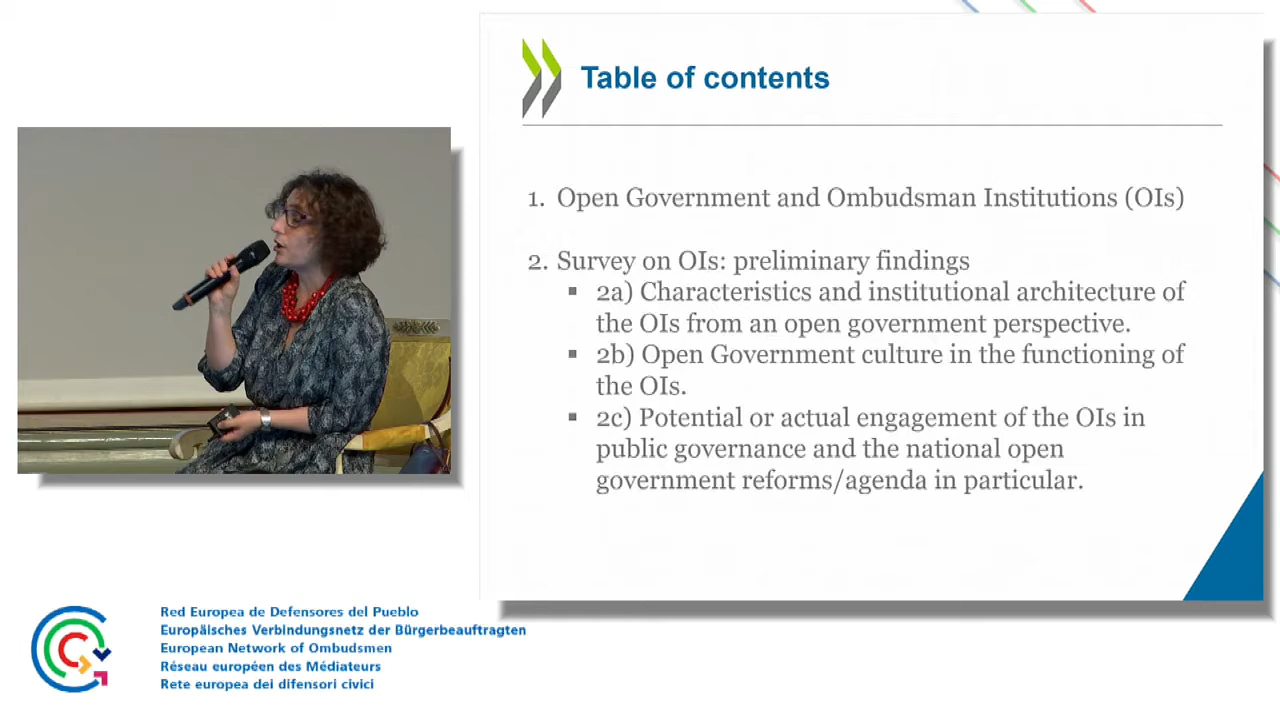 Table of contents
1. Open Government and Ombudsman Institutions (OIs)
2. Survey on OIs: preliminary findings
▪ 2a) Characteristics and institutional architecture of
the OIs from an open government perspective.
▪ 2b) Open Government culture in the functioning of
the OIs.
▪ 2c) Potential or actual engagement of the OIs in
public governance and the national open
government reforms/agenda in particular.
Red Europea de Defensores del Pueblo
Europäisches Verbindungsnetz der Bürgerbeauftragten
European Network of Ombudsmen
Réseau européen des Médiateurs
Rete europea dei difensori civici